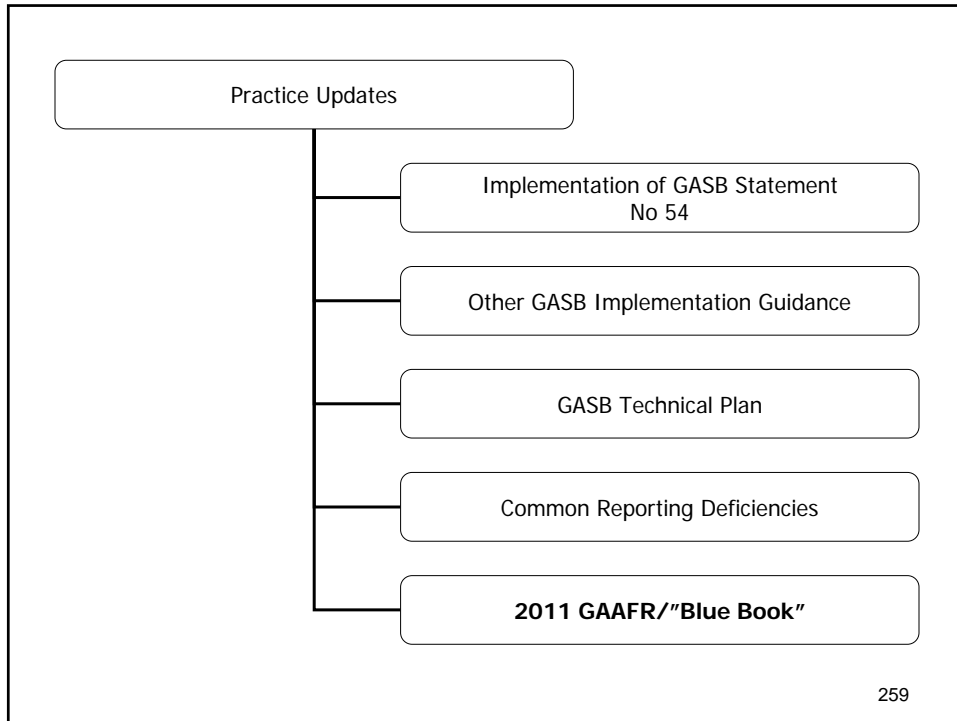 Practice Updates
Implementation of GASB Statement
No 54
Other GASB Implementation Guidance
GASB Technical Plan
Common Reporting Deficiencies
2011 GAAFR/"Blue Book"
259